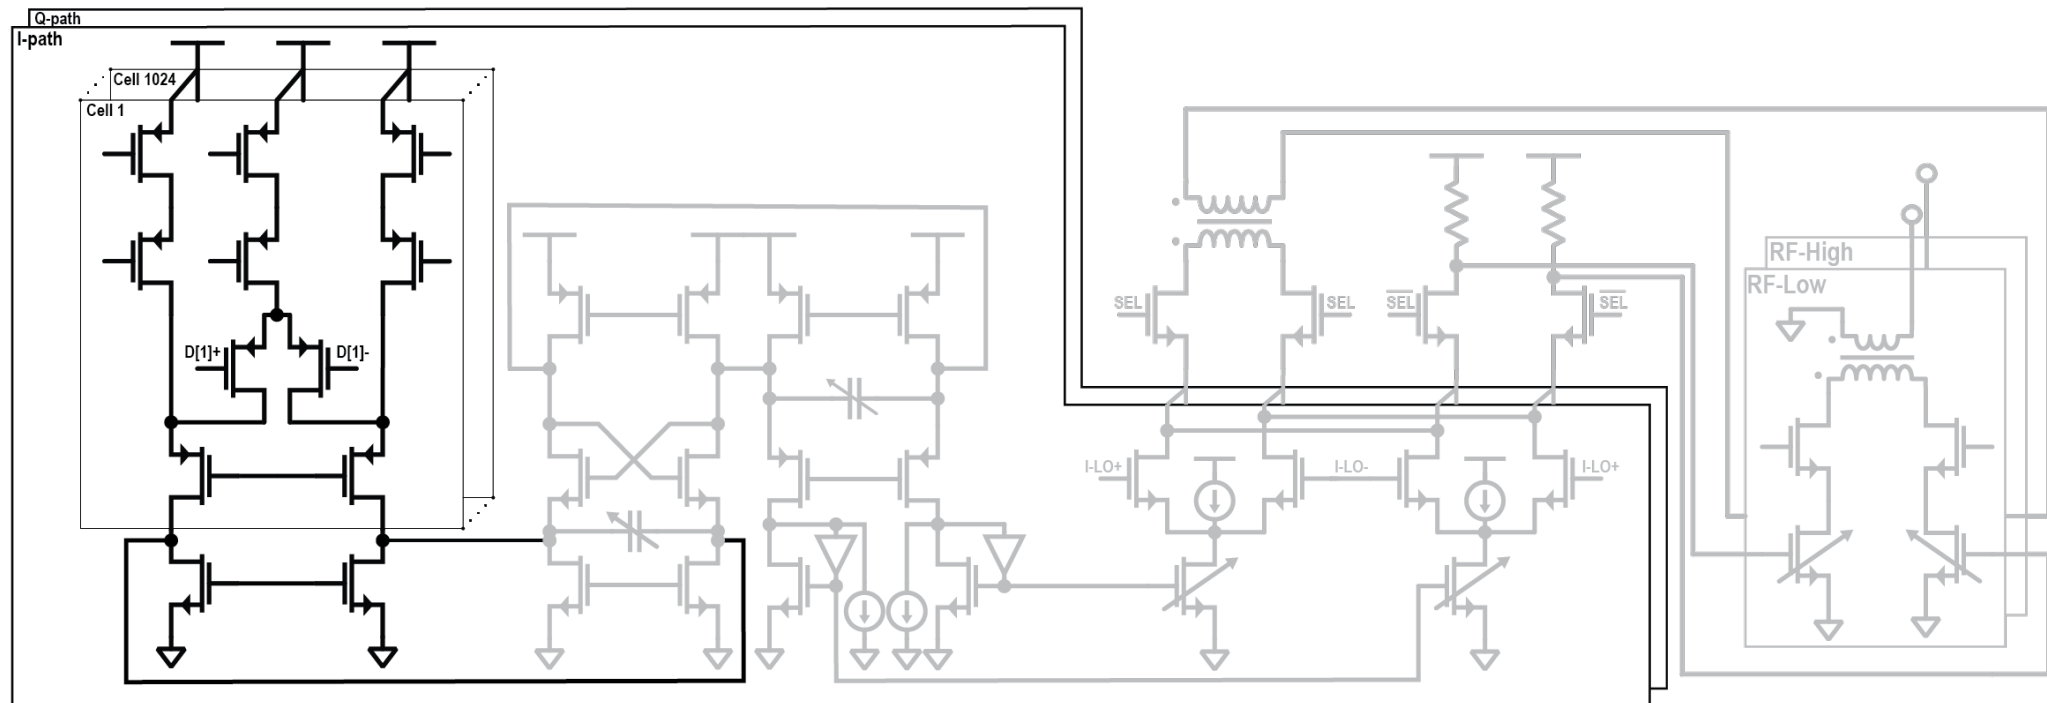 Q-path
I-path
Cell 1024
Cell 1
D[1]+
D[1]-
SEL
SEL
SEL
SEL
I-LO+
I-LO-
I-LO+
RF-High
RF-Low